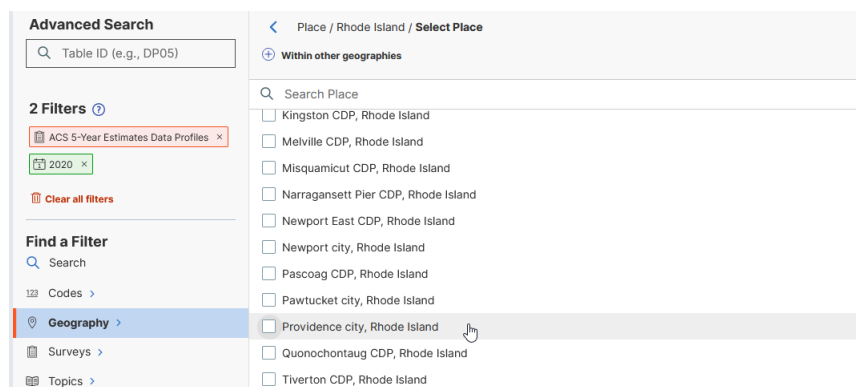 Advanced Search
Table ID (e.g., DP05)
2 Filters ?
ACS 5-Year Estimates Data Profiles ×
2020 ×
Clear all filters
Find a Filter
Search
123 Codes >
Geography >
Surveys >
Topics >
Place / Rhode Island / Select Place
Within other geographies
Search Place
Kingston CDP, Rhode Island
Melville CDP, Rhode Island
Misquamicut CDP, Rhode Island
Narragansett Pier CDP, Rhode Island
Newport East CDP, Rhode Island
Newport city, Rhode Island
Pascoag CDP, Rhode Island
Pawtucket city, Rhode Island
Providence city, Rhode Island
Quonochontaug CDP, Rhode Island
Tiverton CDP, Rhode Island